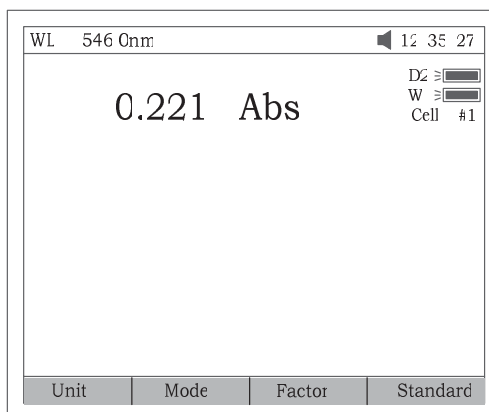 WL 546 0nm 12 35 27
D2
0.221 Abs
W
Cell #1
Unit Mode Factor Standard